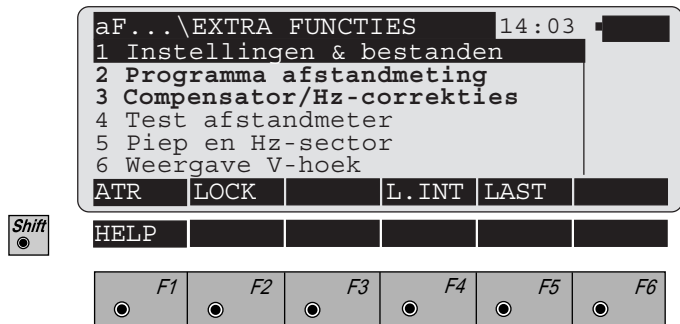 aF...\EXTRA FUNCTIES 14:03
1 Instellingen & bestanden
2 Programma afstandmeting
3 Compensator/Hz-correkties
4 Test afstandmeter
5 Piep en Hz-sector
6 Weergave V-hoek
ATR LOCK L.INT LAST
Shift HELP
F1 F2 F3 F4 F5 F6